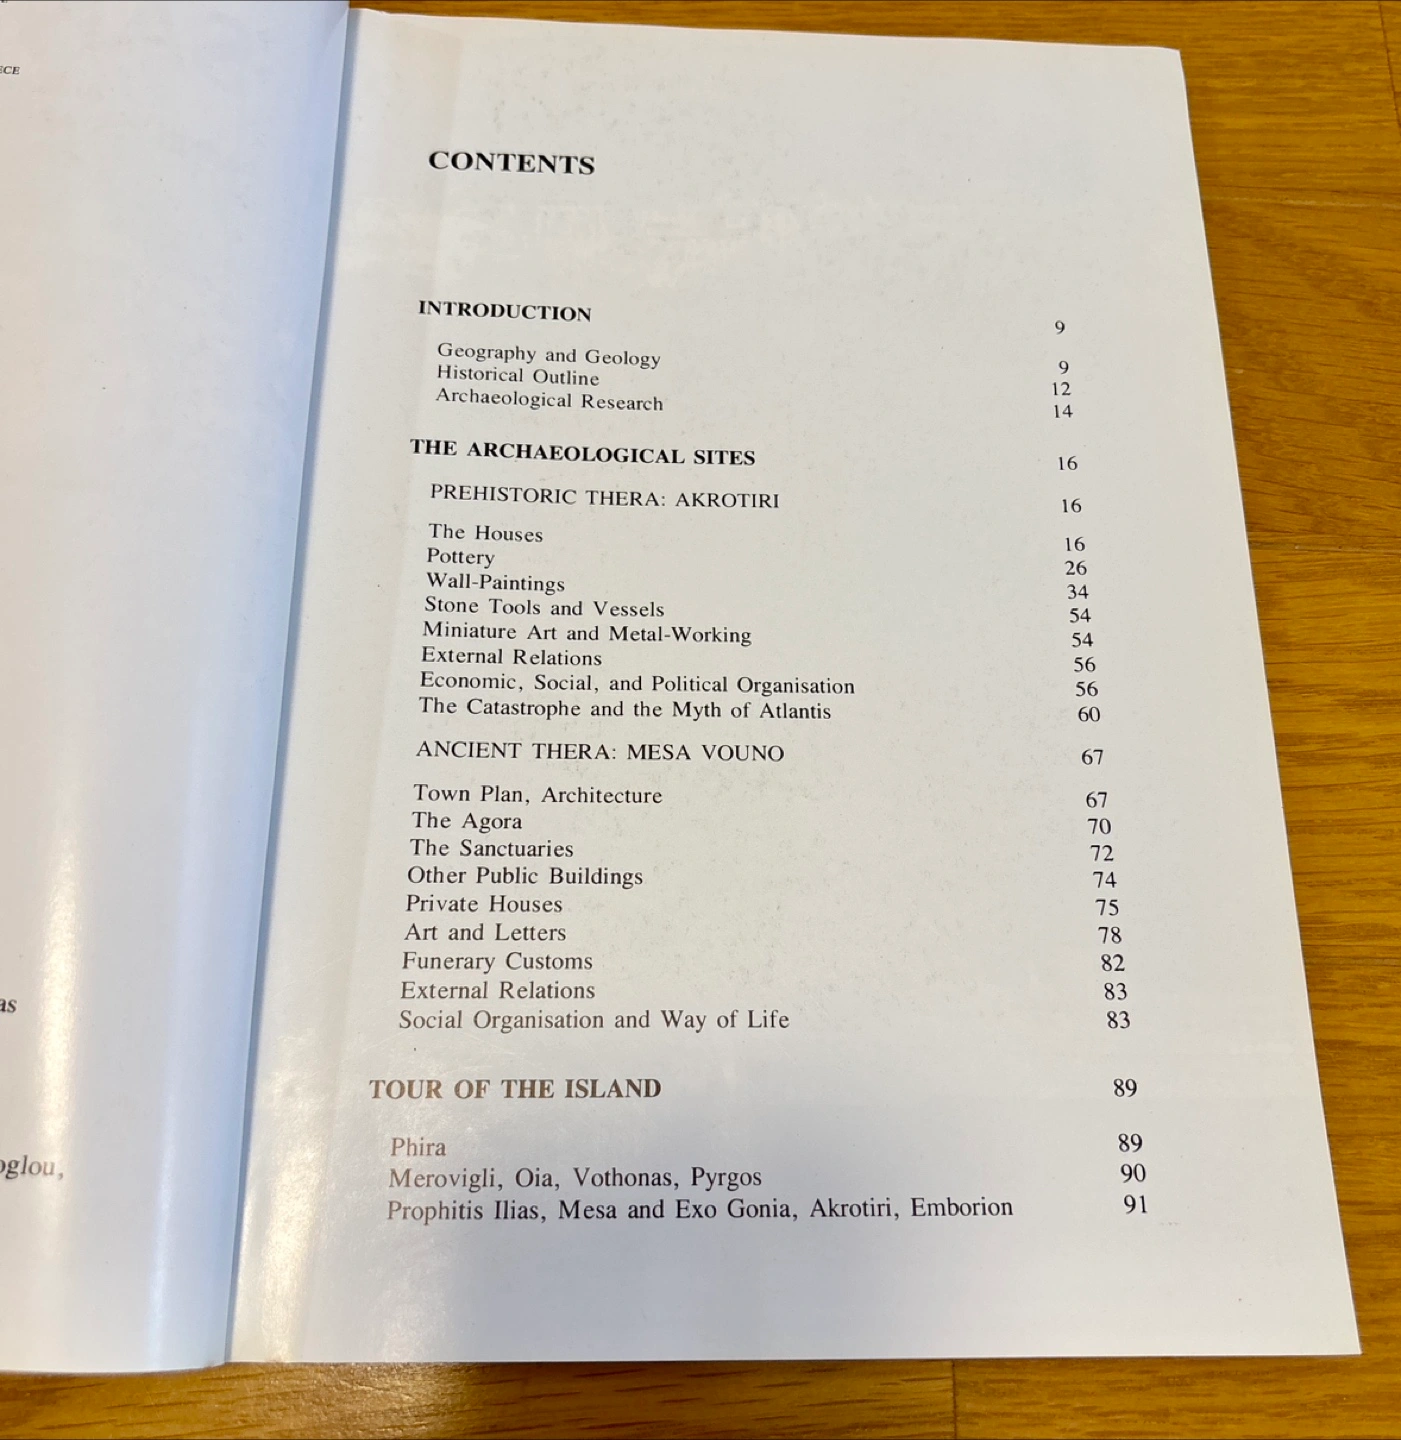 as
CONTENTS
INTRODUCTION 9
Geography and Geology 9
Historical Outline 12
Archaeological Research 14
THE ARCHAEOLOGICAL SITES 16
PREHISTORIC THERA: AKROTIRI 16
The Houses 16
Pottery 26
Wall-Paintings 34
Stone Tools and Vessels 54
Miniature Art and Metal-Working 54
External Relations 56
Economic, Social, and Political Organisation 56
The Catastrophe and the Myth of Atlantis 60
ANCIENT THERA: MESA VOUNO 67
Town Plan, Architecture 67
The Agora 70
The Sanctuaries 72
Other Public Buildings 74
Private Houses 75
Art and Letters 78
Funerary Customs 82
External Relations 83
Social Organisation and Way of Life 83
TOUR OF THE ISLAND 89
Phira 89
Merovigli, Oia, Vothonas, Pyrgos 90
Prophitis Ilias, Mesa and Exo Gonia, Akrotiri, Emborion 91